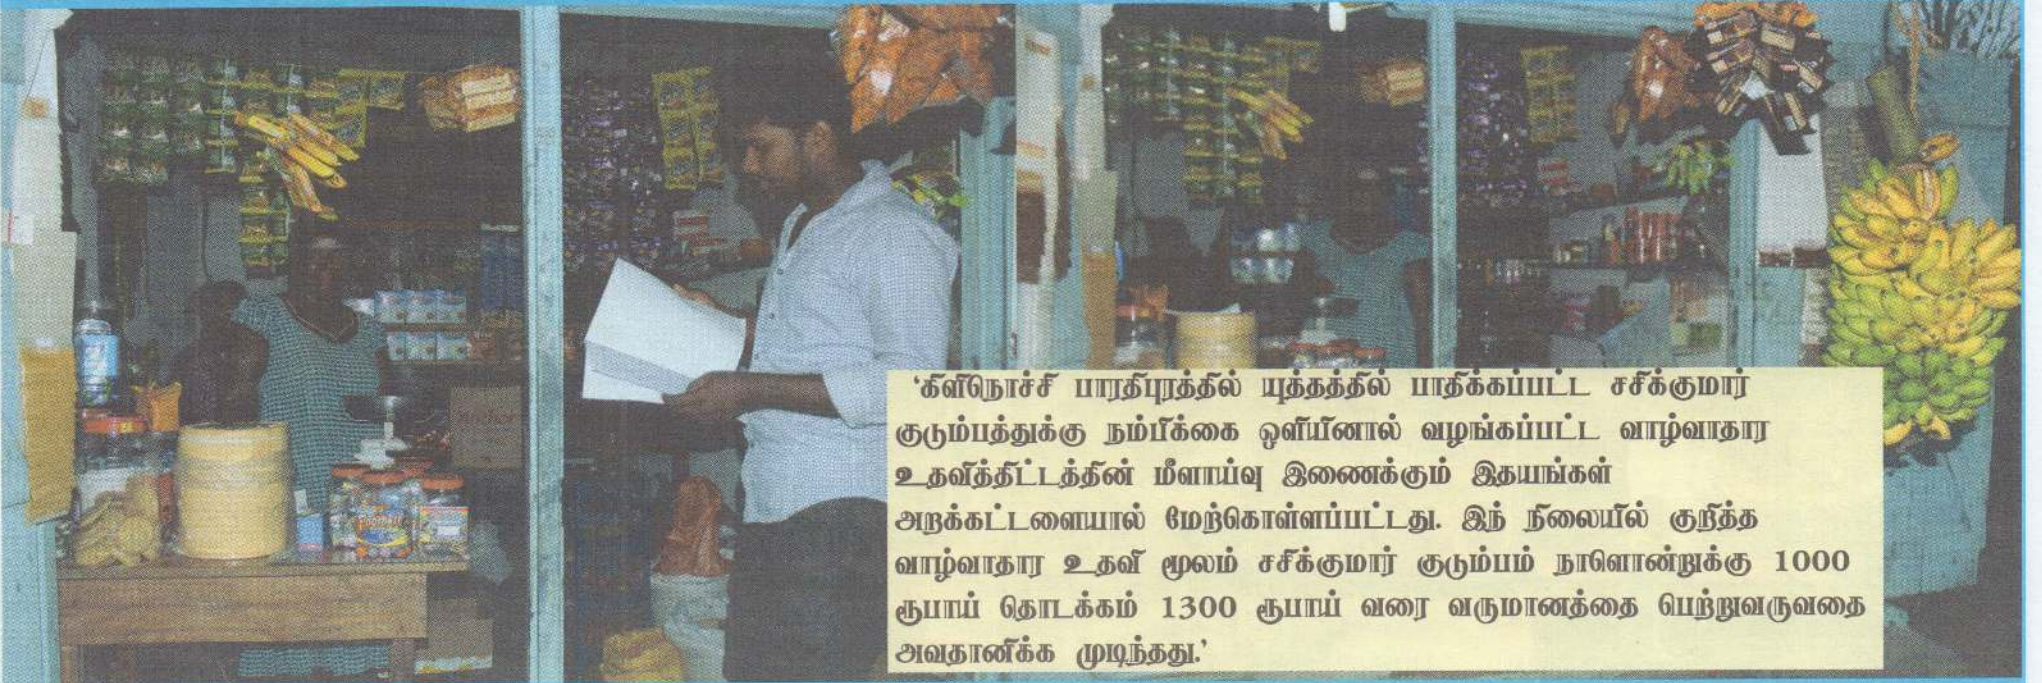 ‘கிளிநொச்சி பாரதிபுரத்தில் யுத்தத்தில் பாதிக்கப்பட்ட சசிக்குமார்
குடும்பத்துக்கு நம்பிக்கை ஒளியினால் வழங்கப்பட்ட வாழ்வாதார
உதவித்திட்டத்தின் மீளாய்வு இணைக்கும் இதயங்கள்
அறக்கட்டளையால் மேற்கொள்ளப்பட்டது. இந் நிலையில் குறித்த
வாழ்வாதார உதவி மூலம் சசிக்குமார் குடும்பம் நாளொன்றுக்கு 1000
ரூபாய் தொடக்கம் 1300 ரூபாய் வரை வருமானத்தை பெற்றுவருவதை
அவதானிக்க முடிந்தது.’
Anchor
Football